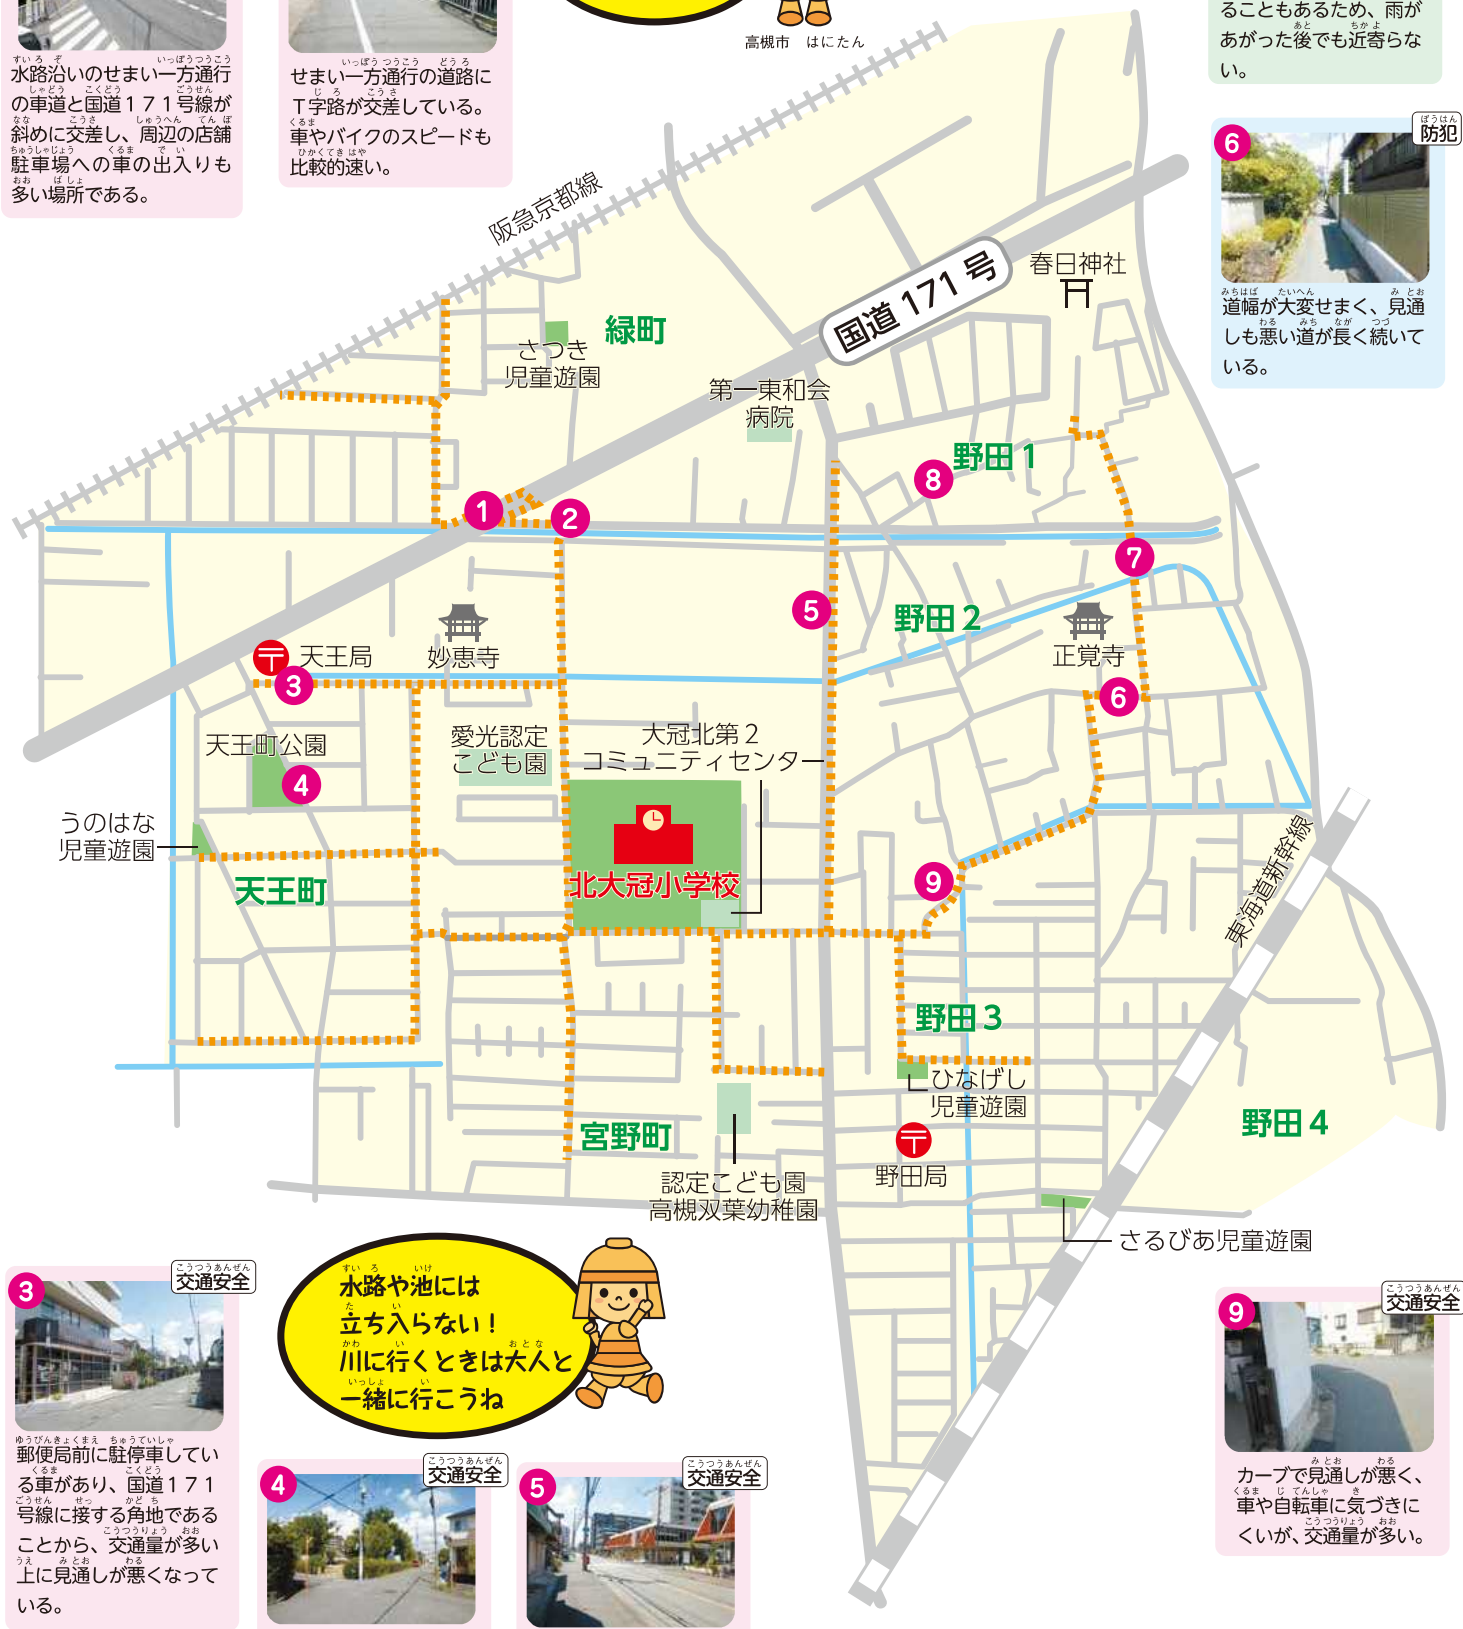 水路沿いのせまい一方通行
の車道と国道171号線が
斜めに交差し、周辺の店舗
駐車場への車の出入りも
多い場所である。
せまい一方通行の道路に
T字路が交差している。
車やバイクのスピードも
比較的速い。
高槻市 はにたん
ることもあるため、雨が
あがった後でも近寄らな
い。
6
防犯
道幅が大変せまく、見通
しも悪い道が長く続いて
いる。
阪急京都線
国道171号
春日神社
緑町
さつき
児童遊園
第一東和会
病院
野田1
8
1
2
7
5
野田2
天王局
3
妙恵寺
正覚寺
6
天王町公園
4
愛光認定
こども園
大冠北第2
コミュニティセンター
うのはな
児童遊園
天王町
北大冠小学校
9
東海道新幹線
野田3
ひなげし
児童遊園
宮野町
野田4
野田局
認定こども園
高槻双葉幼稚園
さるびあ児童遊園
3
交通安全
郵便局前に駐停車してい
る車があり、国道171
号線に接する角地である
ことから、交通量が多い
上に見通しが悪くなって
いる。
水路や池には
立ち入らない!
川に行くときは大人と
一緒に行こうね
4
交通安全
5
交通安全
9
交通安全
カーブで見通しが悪く、
車や自転車に気づきに
くいが、交通量が多い。